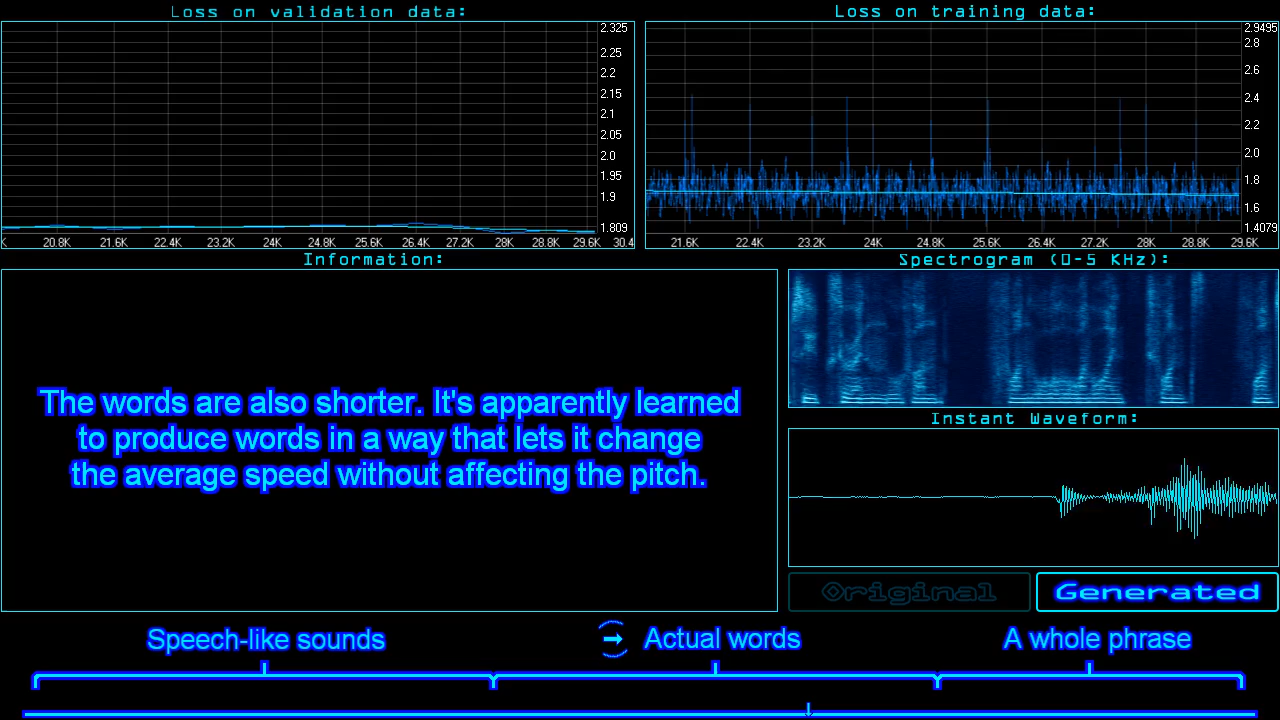 Loss on validation data:
2.325
2.25
2.2
2.15
2.1
2.05
2.0
1.95
1.9
1.809
K 20.8K 21.6K 22.4K 23.2K 24K 24.8K 25.6K 26.4K 27.2K 28K 28.8K 29.6K 30.4
Loss on training data:
2.9495
2.8
2.6
2.4
2.2
2.0
1.8
1.6
1.4079
21.6K 22.4K 23.2K 24K 24.8K 25.6K 26.4K 27.2K 28K 28.8K 29.6K
Information:
The words are also shorter. It's apparently learned
to produce words in a way that lets it change
the average speed without affecting the pitch.
Spectrogram (0-5 KHz):
Instant Waveform:
Original
Generated
Speech-like sounds
Actual words
A whole phrase